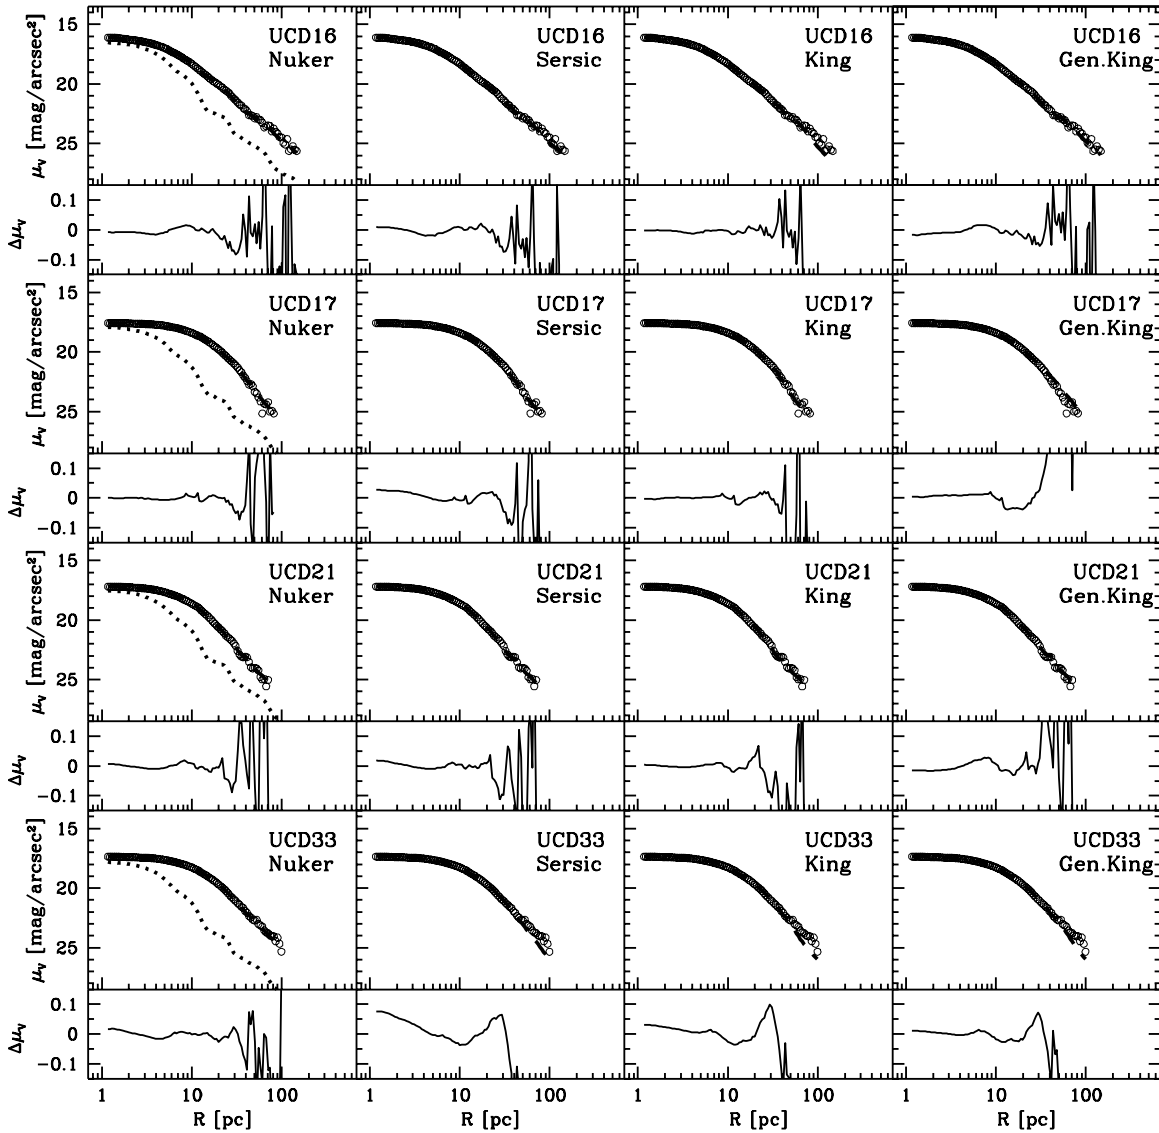 UCD16 UCD16 UCD16 UCD16
Nuker Sersic King Gen.King
15
20
25
μV [mag/arcsec²]
0.1
0
−0.1
ΔμV
UCD17 UCD17 UCD17 UCD17
Nuker Sersic King Gen.King
15
20
25
μV [mag/arcsec²]
0.1
0
−0.1
ΔμV
UCD21 UCD21 UCD21 UCD21
Nuker Sersic King Gen.King
15
20
25
μV [mag/arcsec²]
0.1
0
−0.1
ΔμV
UCD33 UCD33 UCD33 UCD33
Nuker Sersic King Gen.King
15
20
25
μV [mag/arcsec²]
0.1
0
−0.1
ΔμV
1 10 100 1 10 100 1 10 100 1 10 100
R [pc] R [pc] R [pc] R [pc]